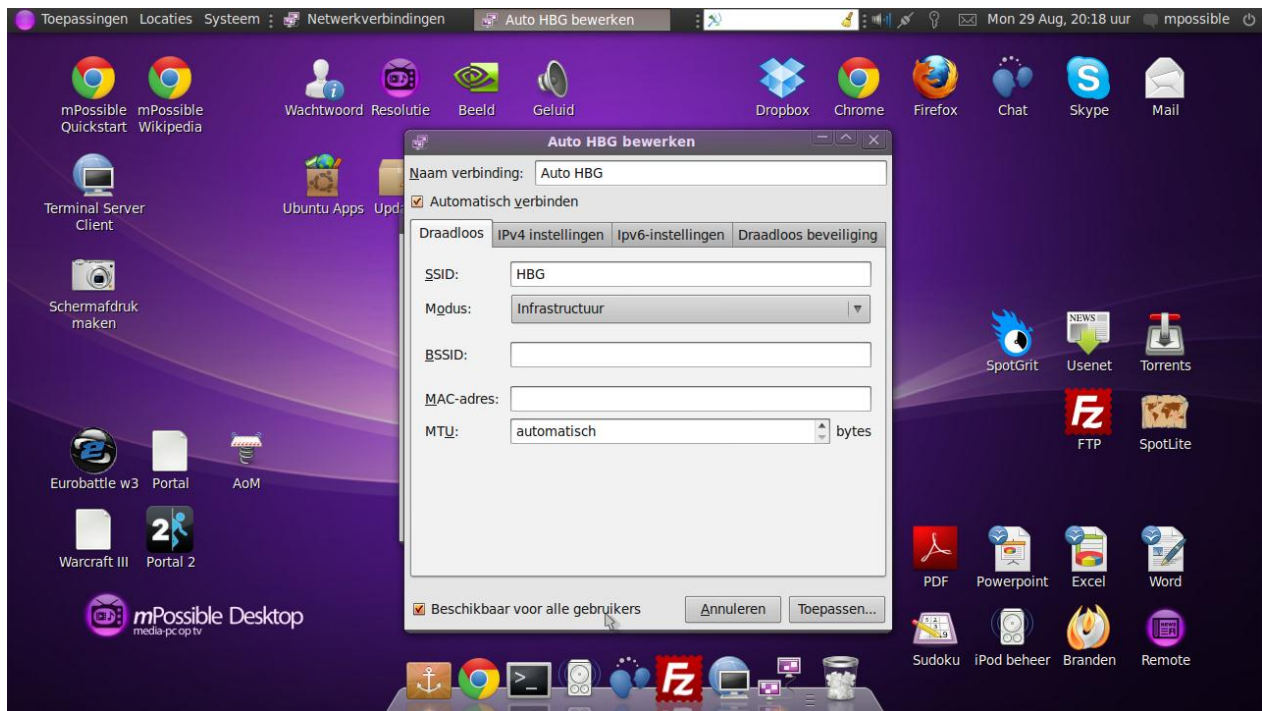 Toepassingen Locaties Systeem Netwerkverbindingen Auto HBG bewerken Mon 29 Aug, 20:18 uur mpossible
mPossible Quickstart
mPossible Wikipedia
Wachtwoord
Resolutie
Beeld
Geluid
Dropbox
Chrome
Firefox
Chat
Skype
Mail
Terminal Server Client
Ubuntu Apps
Upd
Schermafdruk maken
Auto HBG bewerken
Naam verbinding: Auto HBG
Automatisch verbinden
Draadloos IPv4 instellingen Ipv6-instellingen Draadloos beveiliging
SSID: HBG
Modus: Infrastructuur
BSSID:
MAC-adres:
MTU: automatisch bytes
Beschikbaar voor alle gebruikers Annuleren Toepassen...
NEWS
SpotGrit
Usenet
Torrents
Fz
FTP
SpotLite
Eurobattle w3
Portal
AoM
2
Warcraft III
Portal 2
PDF
Powerpoint
Excel
Word
mPossible Desktop
media-pc op tv
Sudoku
iPod beheer
Branden
Remote
>_
Fz